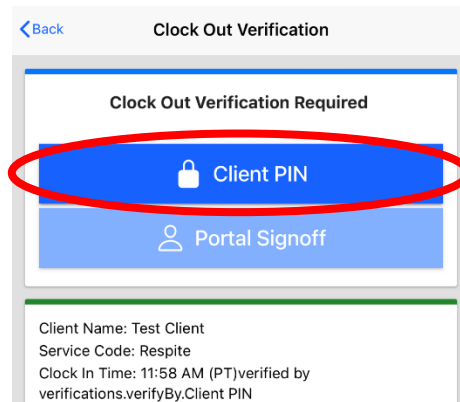 Back
Clock Out Verification
Clock Out Verification Required
Client PIN
Portal Signoff
Client Name: Test Client
Service Code: Respite
Clock In Time: 11:58 AM (PT)verified by
verifications.verifyBy.Client PIN